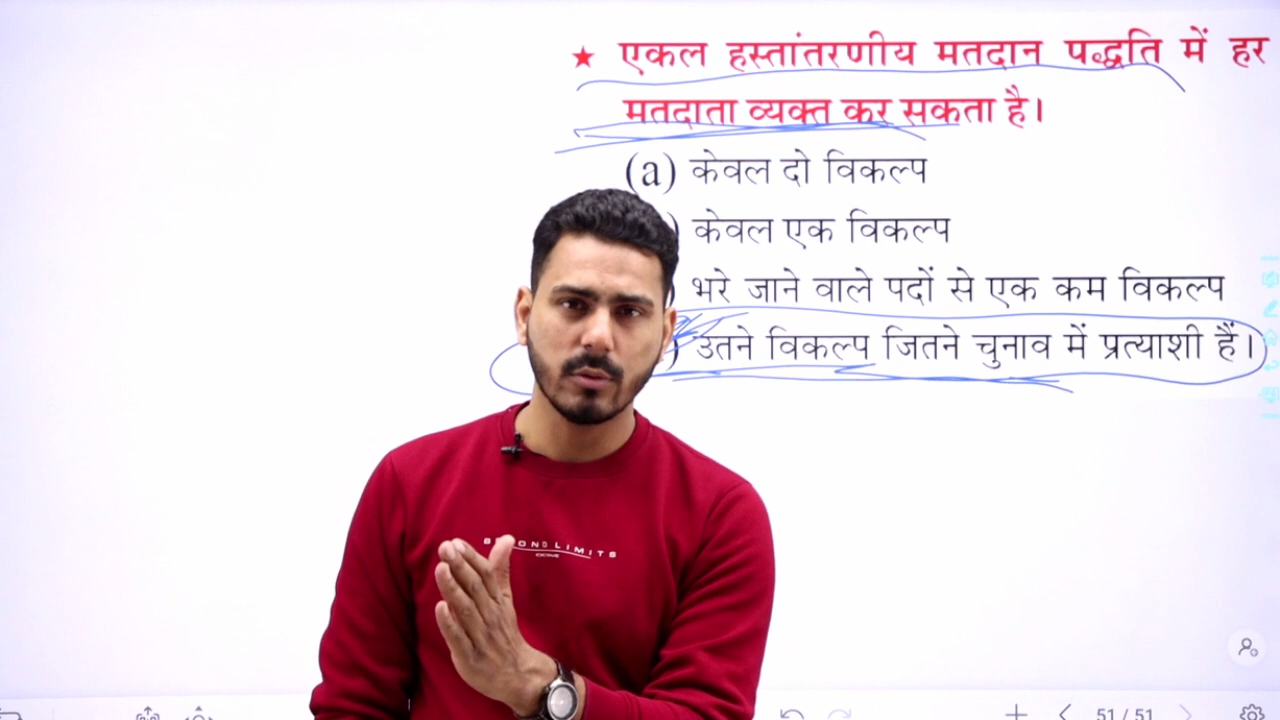 ★ एकल हस्तांतरणीय मतदान पद्धति में हर
मतदाता व्यक्त कर सकता है।
(a) केवल दो विकल्प
) केवल एक विकल्प
) भरे जाने वाले पदों से एक कम विकल्प
) उतने विकल्प जितने चुनाव में प्रत्याशी हैं।
LIMITS
51/51